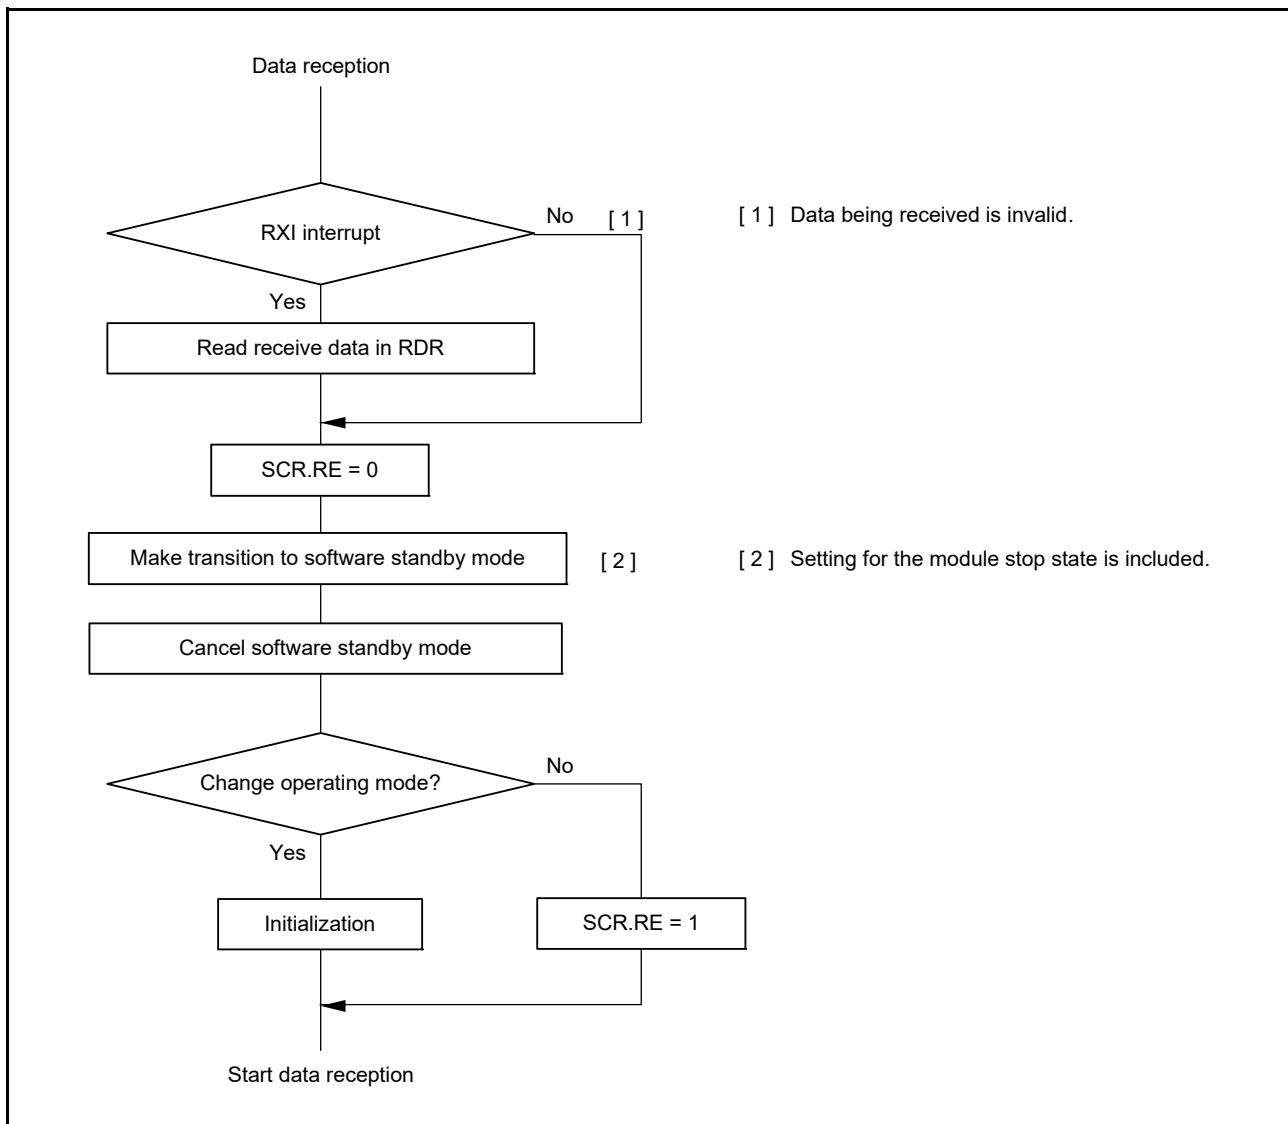 Data reception
RXI interrupt
No [ 1 ]
[ 1 ] Data being received is invalid.
Yes
Read receive data in RDR
SCR.RE = 0
Make transition to software standby mode
[ 2 ]
[ 2 ] Setting for the module stop state is included.
Cancel software standby mode
Change operating mode?
No
Yes
Initialization
SCR.RE = 1
Start data reception